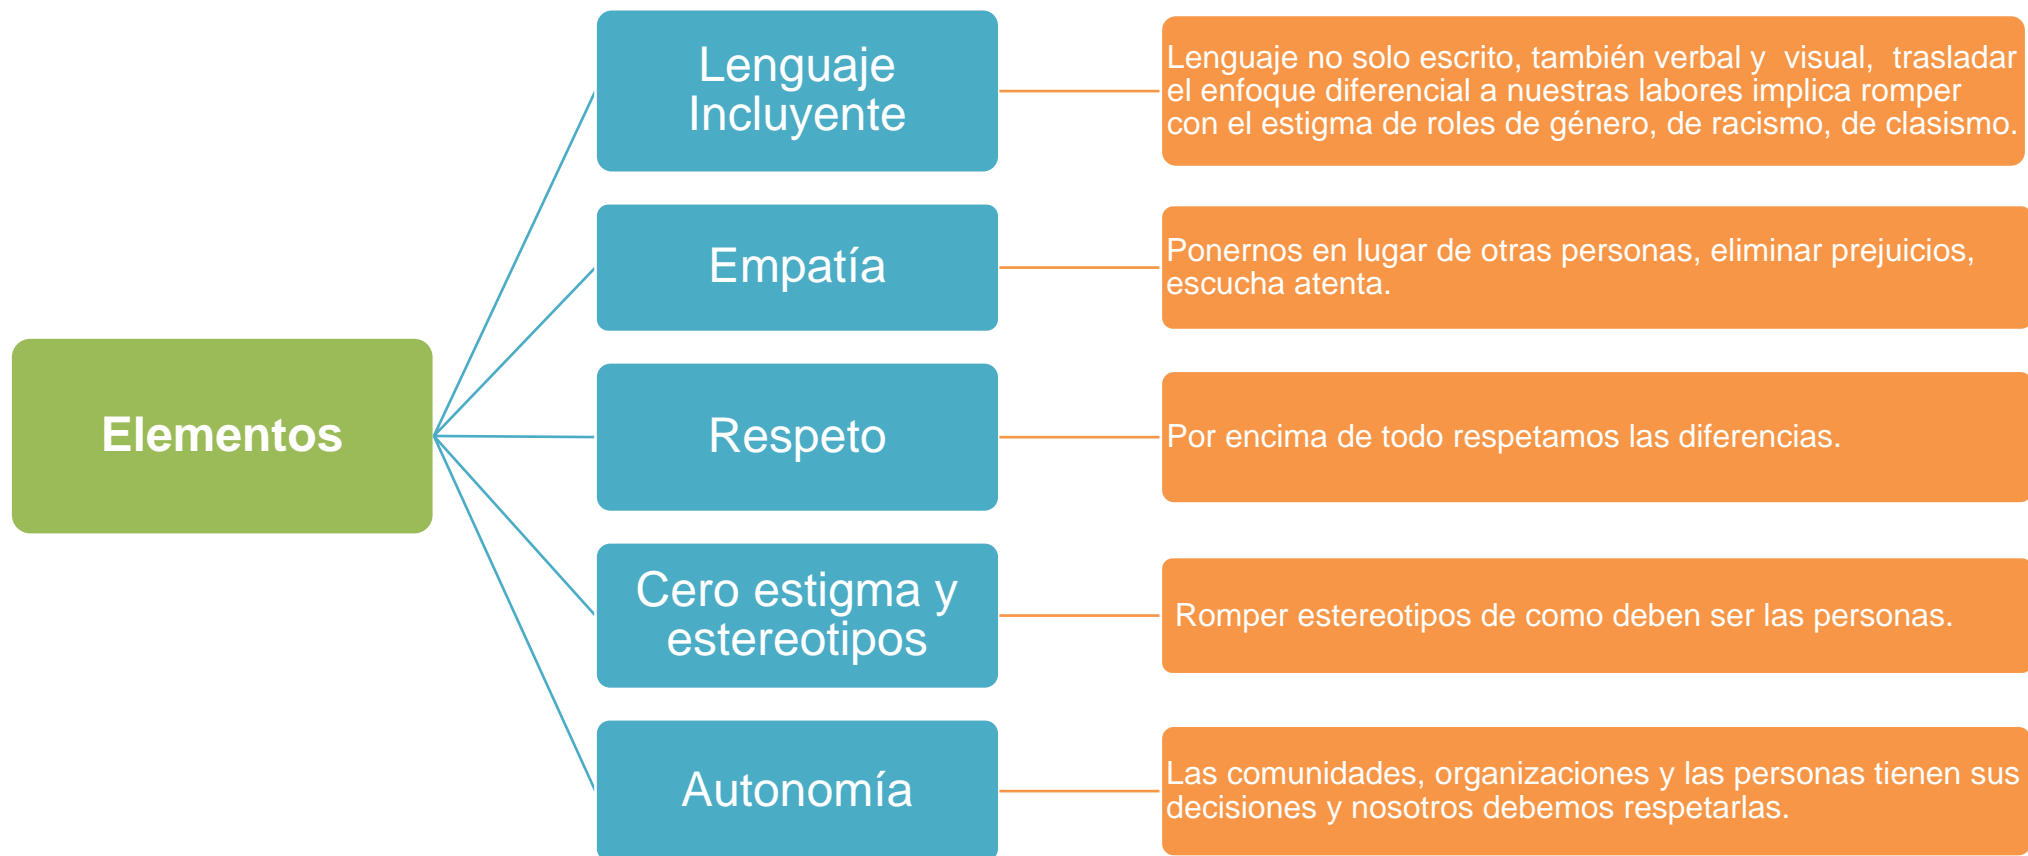 Elementos
Lenguaje
Incluyente
Lenguaje no solo escrito, también verbal y  visual,  trasladar
el enfoque diferencial a nuestras labores implica romper
con el estigma de roles de género, de racismo, de clasismo.
Empatía
Ponernos en lugar de otras personas, eliminar prejuicios,
escucha atenta.
Respeto
Por encima de todo respetamos las diferencias.
Cero estigma y
estereotipos
Romper estereotipos de como deben ser las personas.
Autonomía
Las comunidades, organizaciones y las personas tienen sus
decisiones y nosotros debemos respetarlas.